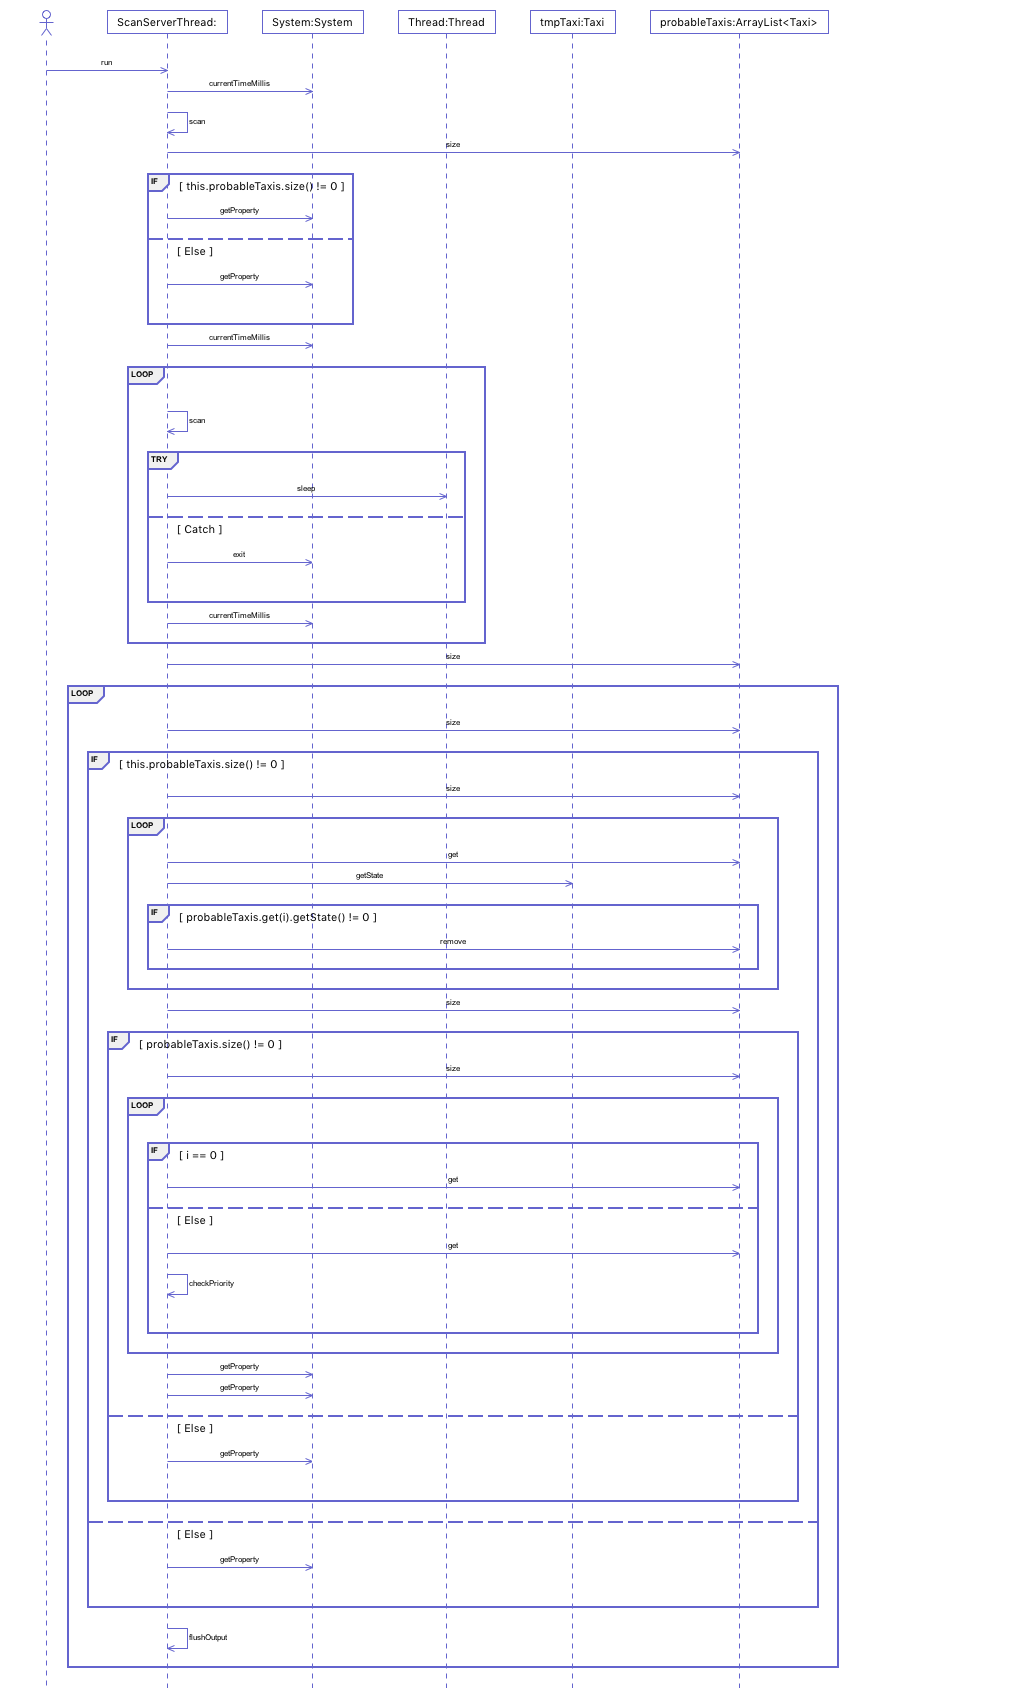 ScanServerThread:
System:System
Thread:Thread
tmpTaxi:Taxi
probableTaxis:ArrayList<Taxi>
run
currentTimeMillis
scan
size
IF
[ this.probableTaxis.size() != 0 ]
getProperty
[ Else ]
getProperty
currentTimeMillis
LOOP
scan
TRY
sleep
[ Catch ]
exit
currentTimeMillis
size
LOOP
size
IF
[ this.probableTaxis.size() != 0 ]
size
LOOP
get
getState
IF
[ probableTaxis.get(i).getState() != 0 ]
remove
size
IF
[ probableTaxis.size() != 0 ]
size
LOOP
IF
[ i == 0 ]
get
[ Else ]
get
checkPriority
getProperty
getProperty
[ Else ]
getProperty
[ Else ]
getProperty
flushOutput